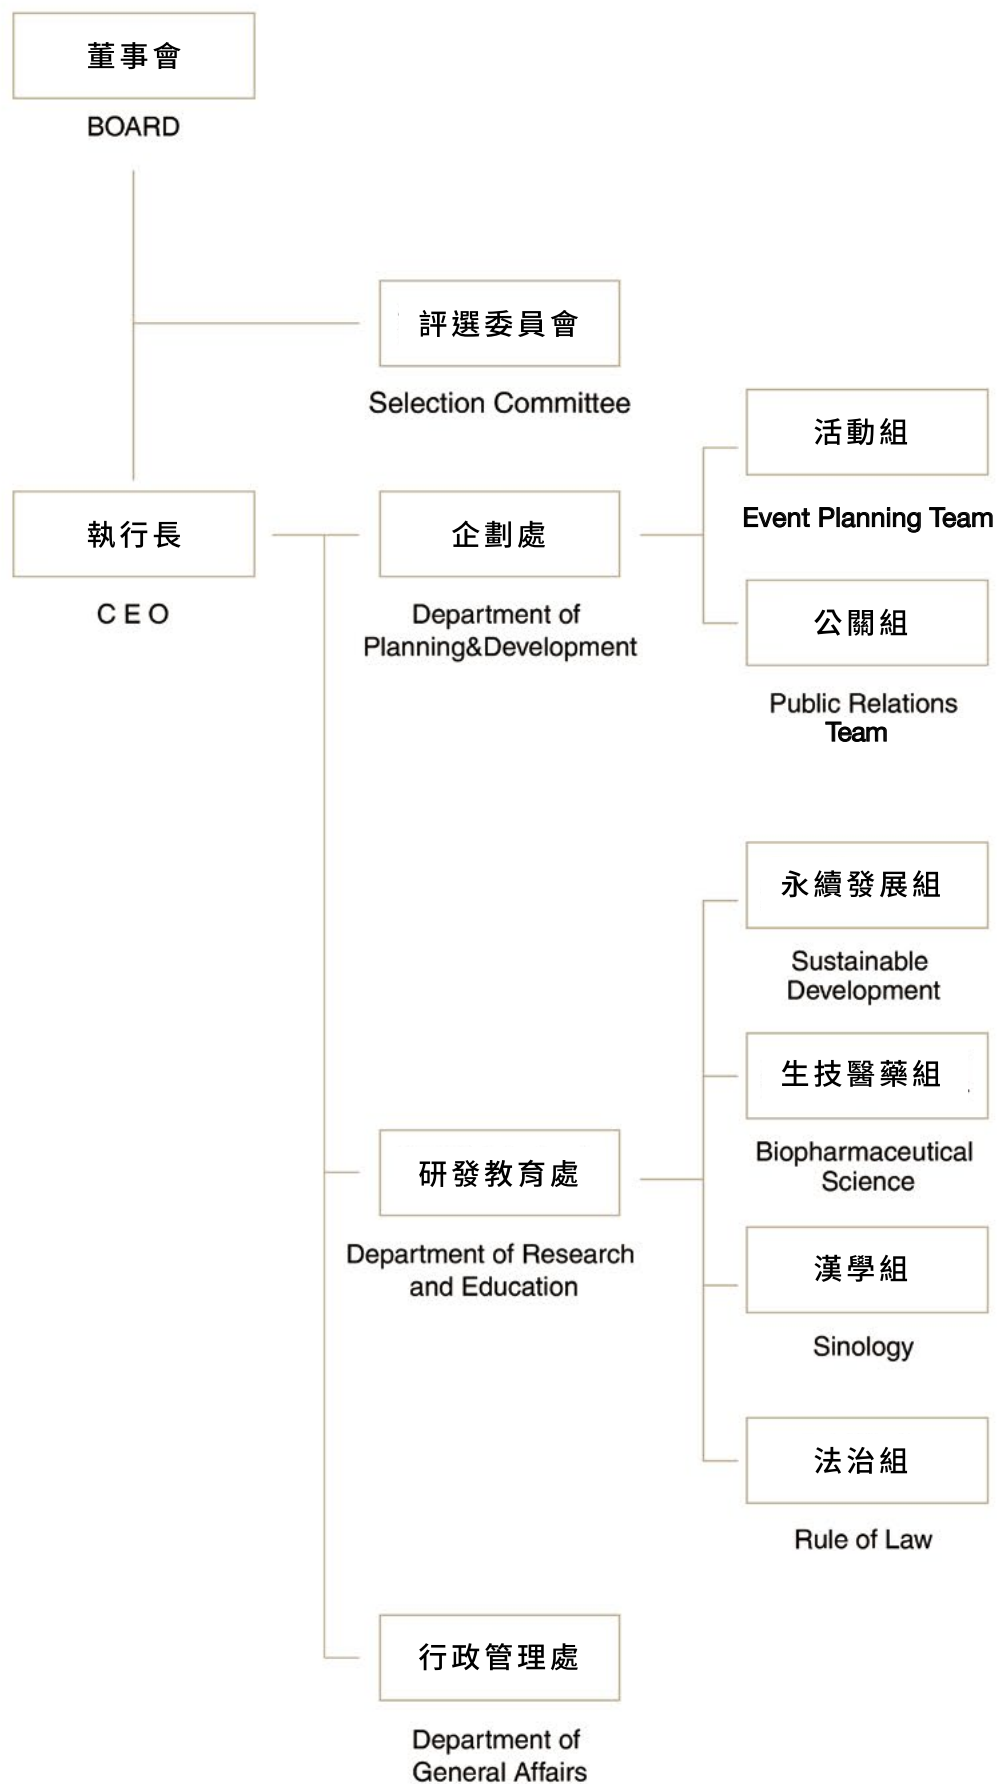 董事會
BOARD
評選委員會
Selection Committee
執行長
C E O
企劃處
Department of
Planning&Development
活動組
Event Planning Team
公關組
Public Relations
Team
研發教育處
Department of Research
and Education
永續發展組
Sustainable
Development
生技醫藥組
Biopharmaceutical
Science
漢學組
Sinology
法治組
Rule of Law
行政管理處
Department of
General Affairs